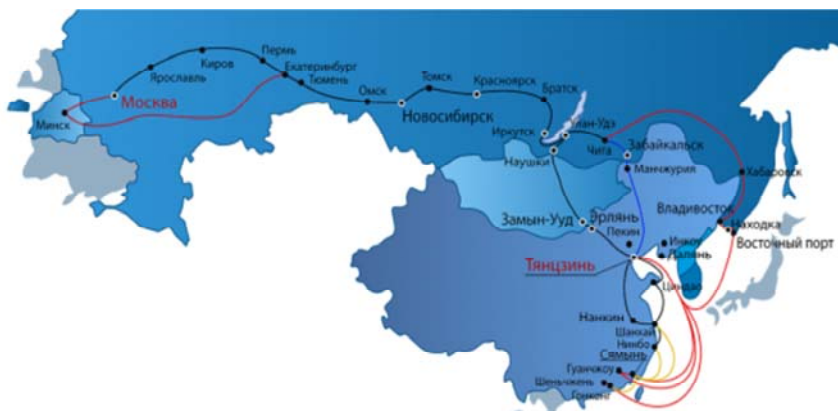 Пермь
Киров
Екатеринбург
Ярославль
Тюмень
Томск
Красноярск
Братск
Москва
Омск
Минск
Новосибирск
Иркутск
Улан-Удэ
Чита
Забайкальск
Наушки
Манчжурия
Хабаровск
Замын-Ууд
Эрлянь
Владивосток
Находка
Пекин
Инкоу
Восточный порт
Далянь
Тянцзинь
Циндао
Нанкин
Шанхай
Нинбо
Сямынь
Гуанчжоу
Шеньчжень
Гонконг